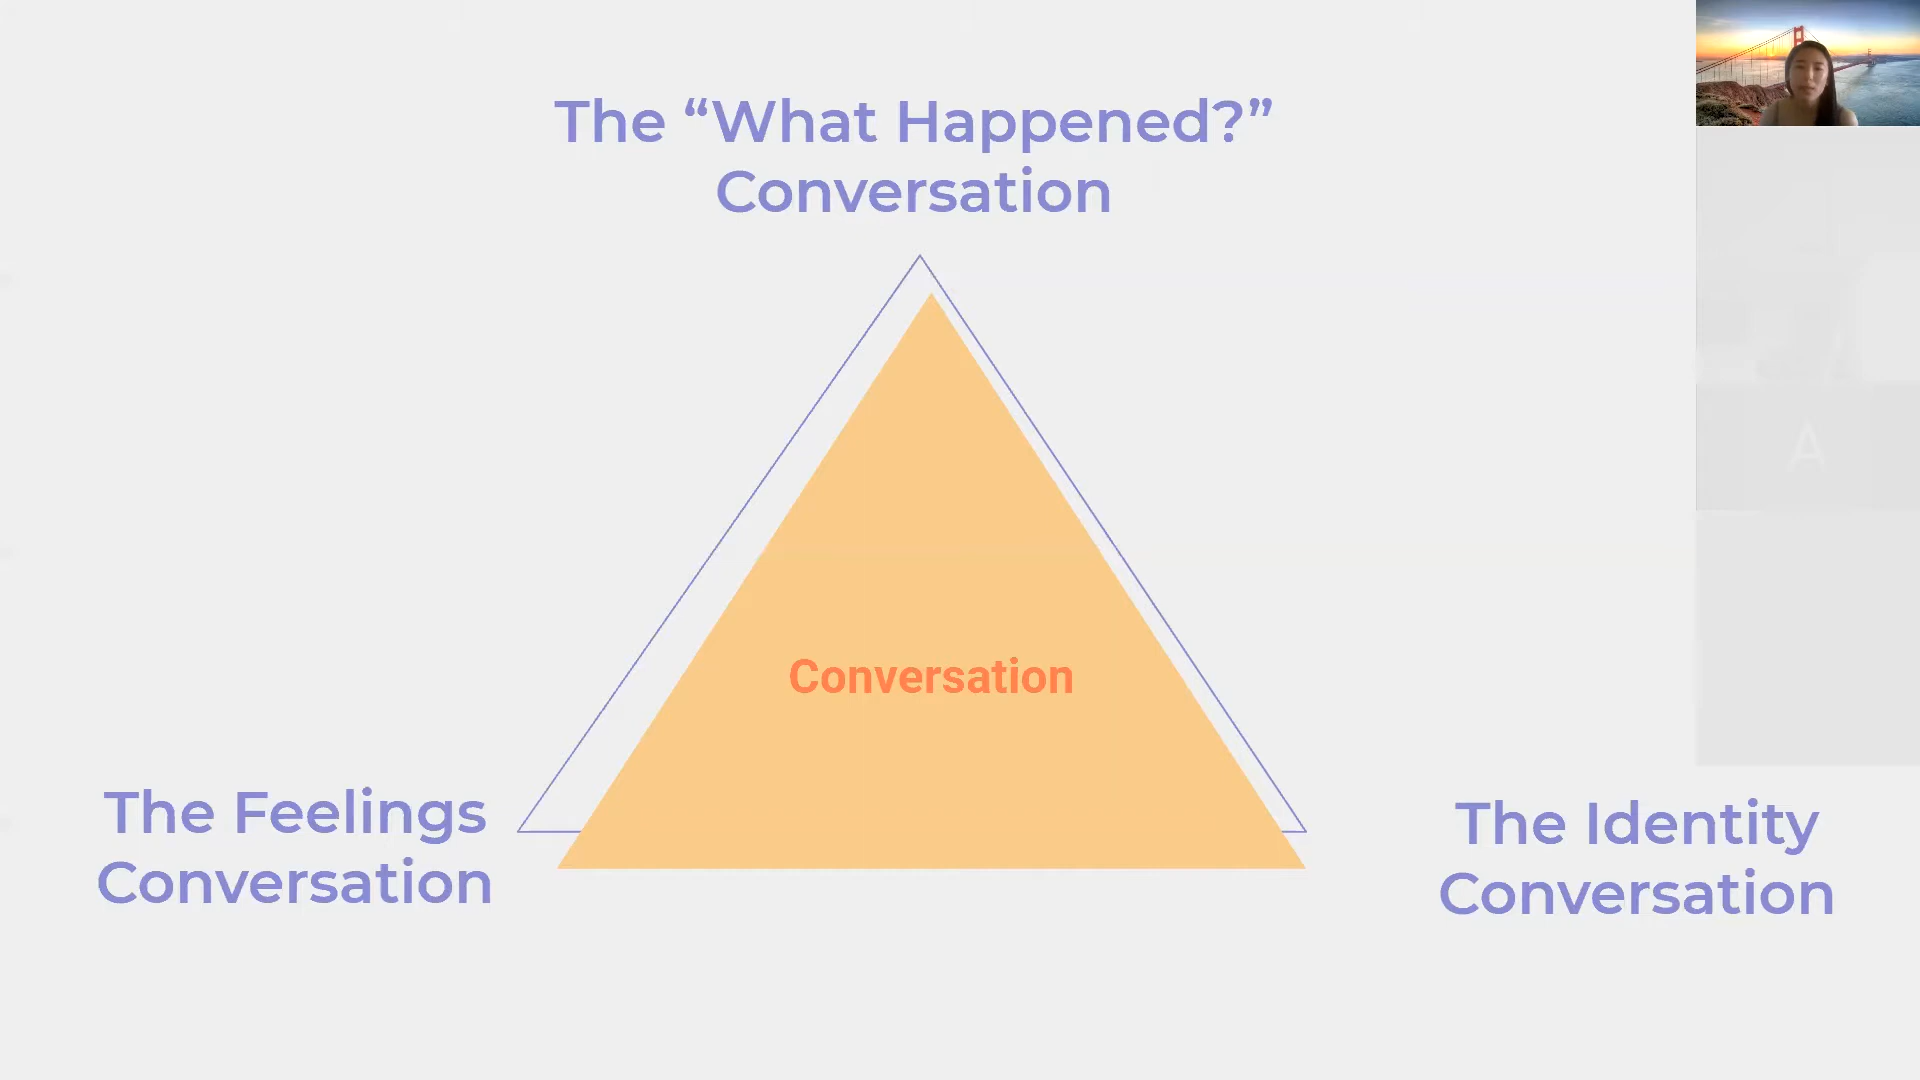 The “What Happened?”
Conversation
Conversation
The Feelings
Conversation
The Identity
Conversation
A